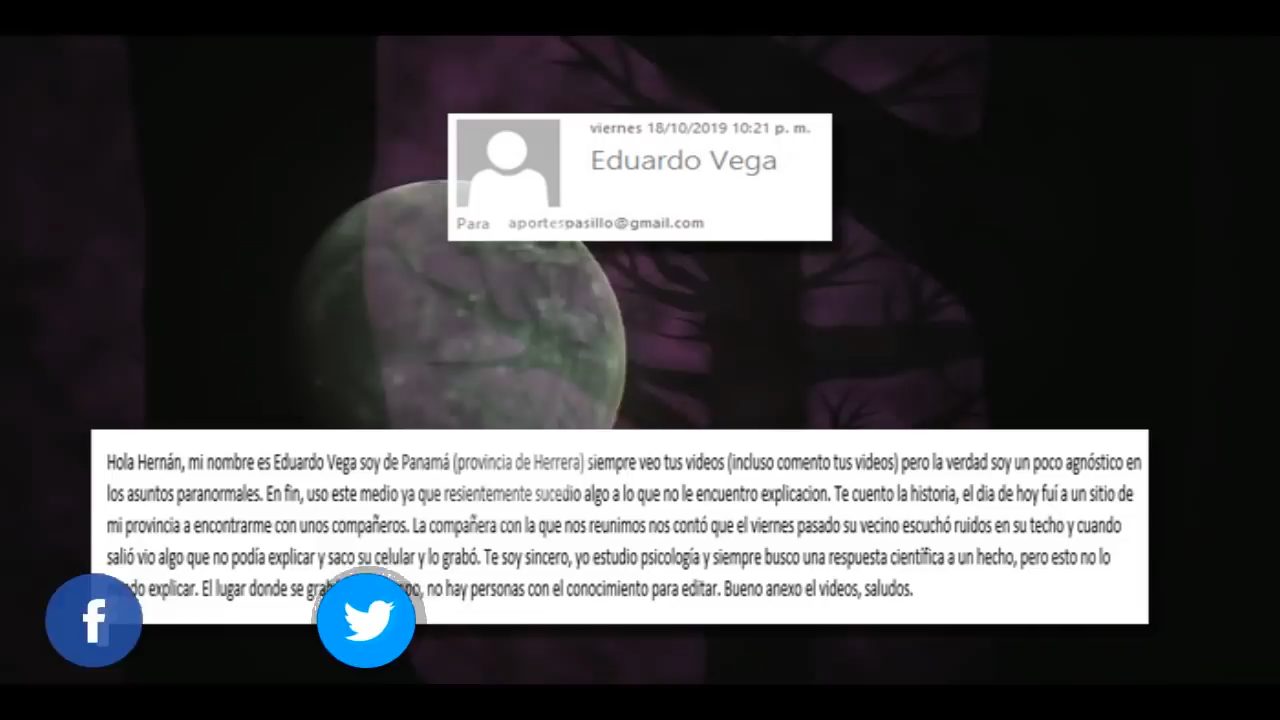 viernes 18/10/2019 10:21 p. m.
Eduardo Vega
Para aportespasillo@gmail.com
Hola Hernán, mi nombre es Eduardo Vega soy de Panamá (provincia de Herrera) siempre veo tus videos (incluso comento tus videos) pero la verdad soy un poco agnóstico en
los asuntos paranormales. En fin, uso este medio ya que resientemente sucedio algo a lo que no le encuentro explicacion. Te cuento la historia, el dia de hoy fuí a un sitio de
mi provincia a encontrarme con unos compañeros. La compañera con la que nos reunimos nos contó que el viernes pasado su vecino escuchó ruidos en su techo y cuando
salió vio algo que no podía explicar y saco su celular y lo grabó. Te soy sincero, yo estudio psicología y siempre busco una respuesta científica a un hecho, pero esto no lo
explicar. El lugar donde se no hay personas con el conocimiento para editar. Bueno anexo el videos, saludos.
f